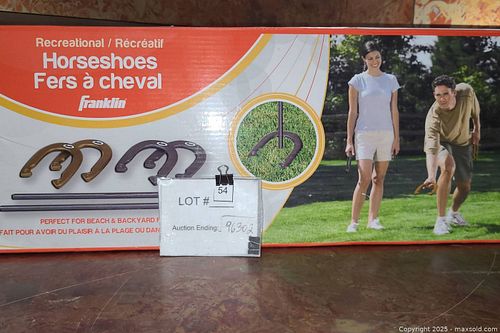 Recreational / Récréatif
Horseshoes
Fers à cheval
Franklin
PERFECT FOR BEACH & BACKYARD
FAIT POUR AVOIR DU PLAISIR À LA PLAGE OU DAN
LOT #
54
Auction Ending: 96302
Copyright © 2025 - maxsold.com